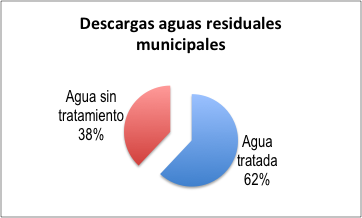 Descargas aguas residuales
municipales
Agua sin
tratamiento
38%
Agua
tratada
62%